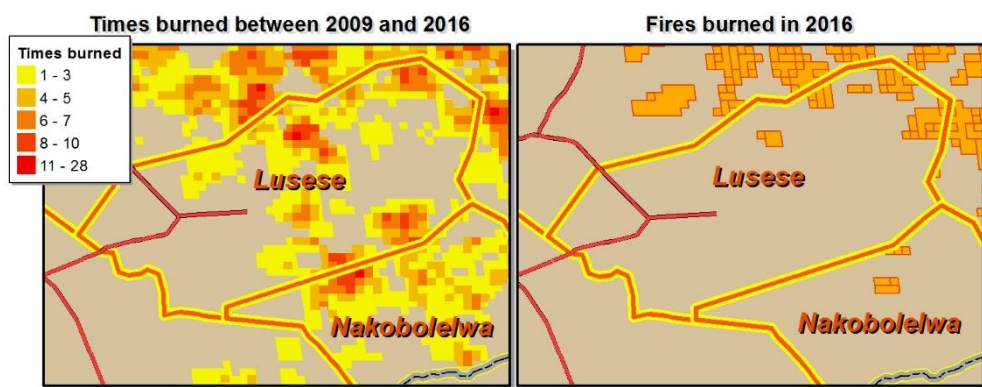 Times burned between 2009 and 2016
Fires burned in 2016
Times burned
1 - 3
4 - 5
6 - 7
8 - 10
11 - 28
Lusese
Nakobolelwa
Lusese
Nakobolelwa